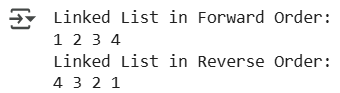 Linked List in Forward Order:
1 2 3 4
Linked List in Reverse Order:
4 3 2 1